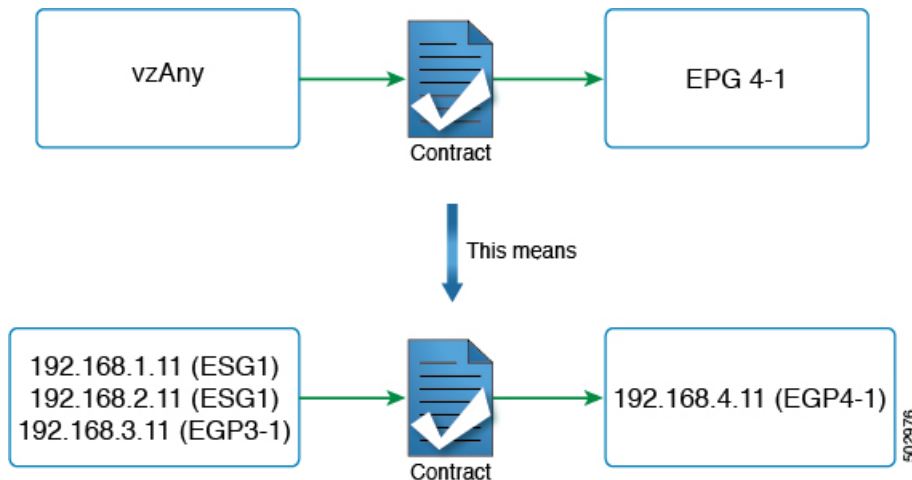 vzAny
EPG 4-1
Contract
This means
192.168.1.11 (ESG1)
192.168.2.11 (ESG1)
192.168.3.11 (EGP3-1)
192.168.4.11 (EGP4-1)
Contract
502976